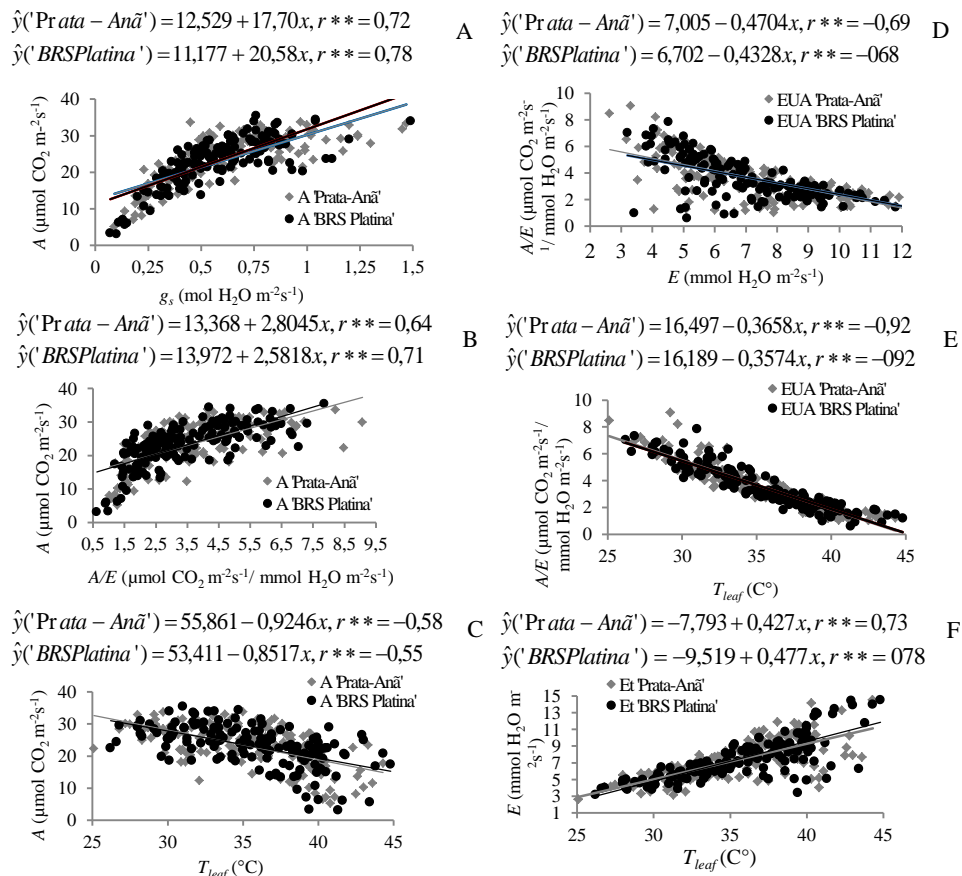 ŷ('Prata – Anã') = 12,529 + 17,70x, r ** = 0,72
ŷ('BRSPlatina') = 11,177 + 20,58x, r ** = 0,78
A
40
30
20
10
0
A (µmol CO2 m-2s-1)
A 'Prata-Anã'
A 'BRS Platina'
0 0,25 0,5 0,75 1 1,25 1,5
gs (mol H2O m-2s-1)
ŷ('Prata – Anã') = 13,368 + 2,8045x, r ** = 0,64
ŷ('BRSPlatina') = 13,972 + 2,5818x, r ** = 0,71
B
40
30
20
10
0
A (µmol CO2 m-2s-1)
A 'Prata-Anã'
A 'BRS Platina'
0,5 1,5 2,5 3,5 4,5 5,5 6,5 7,5 8,5 9,5
A/E (µmol CO2 m-2s-1/ mmol H2O m-2s-1)
ŷ('Prata – Anã') = 55,861 – 0,9246x, r ** = –0,58
ŷ('BRSPlatina') = 53,411 – 0,8517x, r ** = –0,55
C
40
30
20
10
0
A (µmol CO2 m-2s-1)
A 'Prata-Anã'
A 'BRS Platina'
25 30 35 40 45
Tleaf (°C)
ŷ('Prata – Anã') = 7,005 – 0,4704x, r ** = –0,69
ŷ('BRSPlatina') = 6,702 – 0,4328x, r ** = –068
D
10
8
6
4
2
0
A/E (µmol CO2 m-2s-
1/ mmol H2O m-2s-1)
EUA 'Prata-Anã'
EUA 'BRS Platina'
2 3 4 5 6 7 8 9 10 11 12
E (mmol H2O m-2s-1)
ŷ('Prata – Anã') = 16,497 – 0,3658x, r ** = –0,92
ŷ('BRSPlatina') = 16,189 – 0,3574x, r ** = –092
E
EUA 'Prata-Anã'
EUA 'BRS Platina'
10
8
6
4
2
0
A/E (µmol CO2 m-2s-1/
mmol H2O m-2s-1)
25 30 35 40 45
Tleaf (C°)
ŷ('Prata – Anã') = –7,793 + 0,427x, r ** = 0,73
ŷ('BRSPlatina') = –9,519 + 0,477x, r ** = 078
F
Et 'Prata-Anã'
Et 'BRS Platina'
15
13
11
9
7
5
3
1
E (mmol H2O m-
2s-1)
25 30 35 40 45
Tleaf (C°)